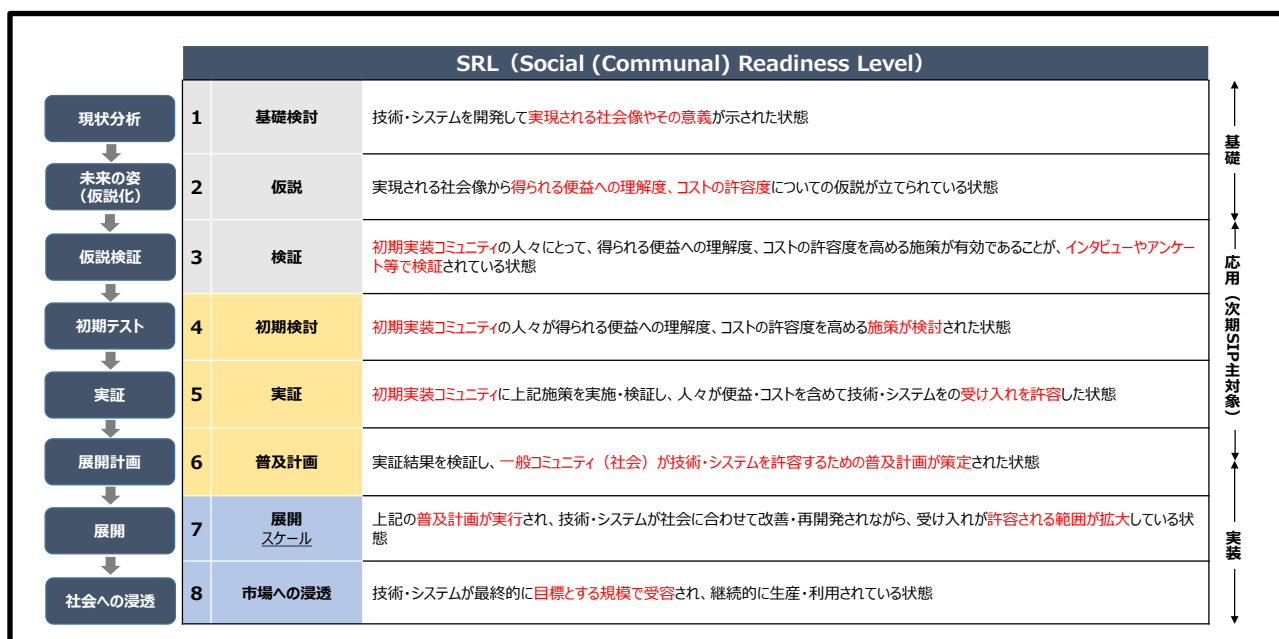 SRL（Social (Communal) Readiness Level）
現状分析
1
基礎検討
技術・システムを開発して実現される社会像やその意義が示された状態
未来の姿
（仮説化）
2
仮説
実現される社会像から得られる便益への理解度、コストの許容度についての仮説が立てられている状態
仮説検証
3
検証
初期実装コミュニティの人々にとって、得られる便益への理解度、コストの許容度を高める施策が有効であることが、インタビューやアンケー
ト等で検証されている状態
初期テスト
4
初期検討
初期実装コミュニティの人々が得られる便益への理解度、コストの許容度を高める施策が検討された状態
実証
5
実証
初期実装コミュニティに上記施策を実施・検証し、人々が便益・コストを含めて技術・システムをの受け入れを許容した状態
展開計画
6
普及計画
実証結果を検証し、一般コミュニティ（社会）が技術・システムを許容するための普及計画が策定された状態
展開
7
展開
スケール
上記の普及計画が実行され、技術・システムが社会に合わせて改善・再開発されながら、受け入れが許容される範囲が拡大している状
態
社会への浸透
8
市場への浸透
技術・システムが最終的に目標とする規模で受容され、継続的に生産・利用されている状態
基礎
応用（次期SIP主対象）
実装